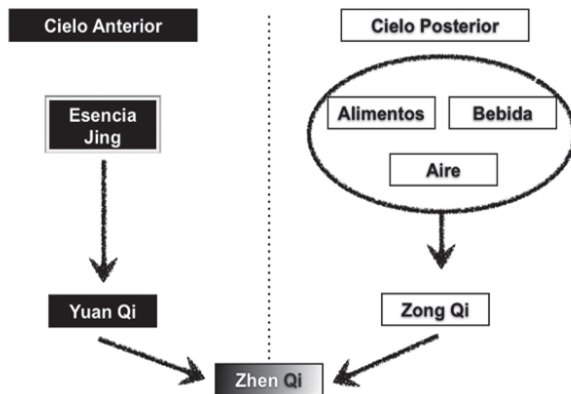 Cielo Anterior
Cielo Posterior
Esencia
Jing
Alimentos
Bebida
Aire
Yuan Qi
Zong Qi
Zhen Qi